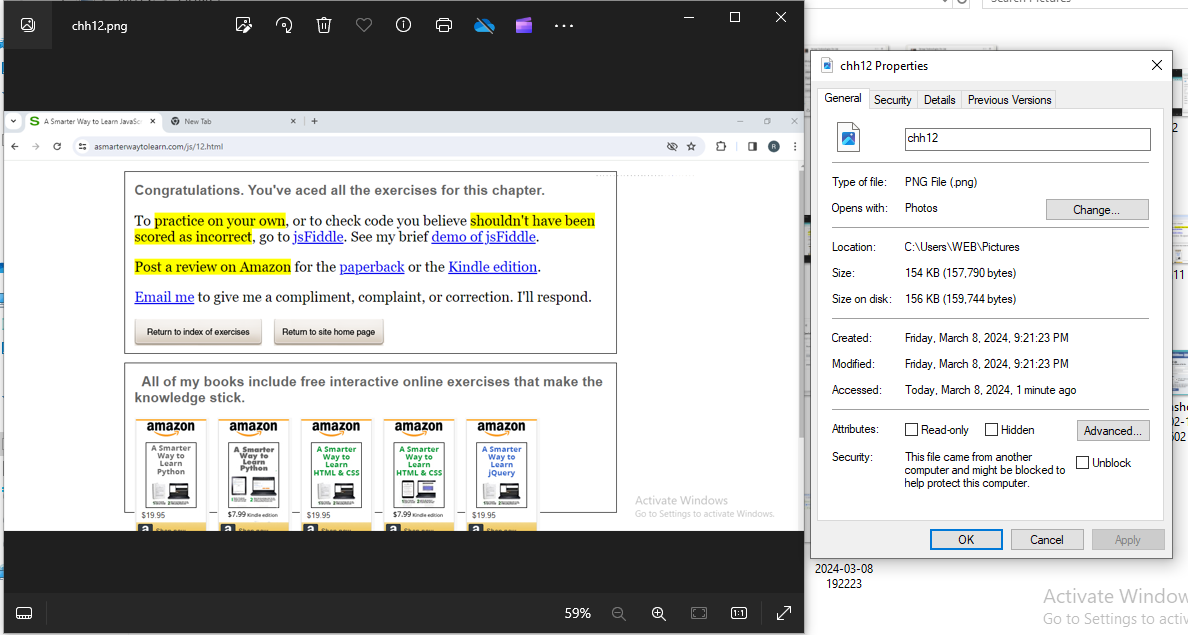 chh12.png
A Smarter Way to Learn JavaSc
New Tab
asmarterwaytolearn.com/js/12.html
R
Congratulations. You've aced all the exercises for this chapter.
To practice on your own, or to check code you believe shouldn't have been
scored as incorrect, go to jsFiddle. See my brief demo of jsFiddle.
Post a review on Amazon for the paperback or the Kindle edition.
Email me to give me a compliment, complaint, or correction. I'll respond.
Return to index of exercises
Return to site home page
All of my books include free interactive online exercises that make the
knowledge stick.
amazon
amazon
amazon
amazon
amazon
A Smarter
Way to
Learn
Python
A Smarter
Way to
Learn
Python
A Smarter
Way to
Learn
HTML & CSS
A Smarter
Way to
Learn
HTML & CSS
A Smarter
Way to
Learn
jQuery
$19.95
$7.99 Kindle edition
$19.95
$7.99 Kindle edition
$19.95
Activate Windows
Go to Settings to activate Windows.
59%
1:1
Search Pictures
chh12 Properties
General
Security
Details
Previous Versions
chh12
Type of file: PNG File (.png)
Opens with: Photos
Change...
Location: C:\Users\WEB\Pictures
Size: 154 KB (157,790 bytes)
Size on disk: 156 KB (159,744 bytes)
Created: Friday, March 8, 2024, 9:21:23 PM
Modified: Friday, March 8, 2024, 9:21:23 PM
Accessed: Today, March 8, 2024, 1 minute ago
Attributes: Read-only Hidden Advanced...
Security: This file came from another
computer and might be blocked to
help protect this computer.
Unblock
OK
Cancel
Apply
2024-03-08
192223
Activate Window
Go to Settings to activ